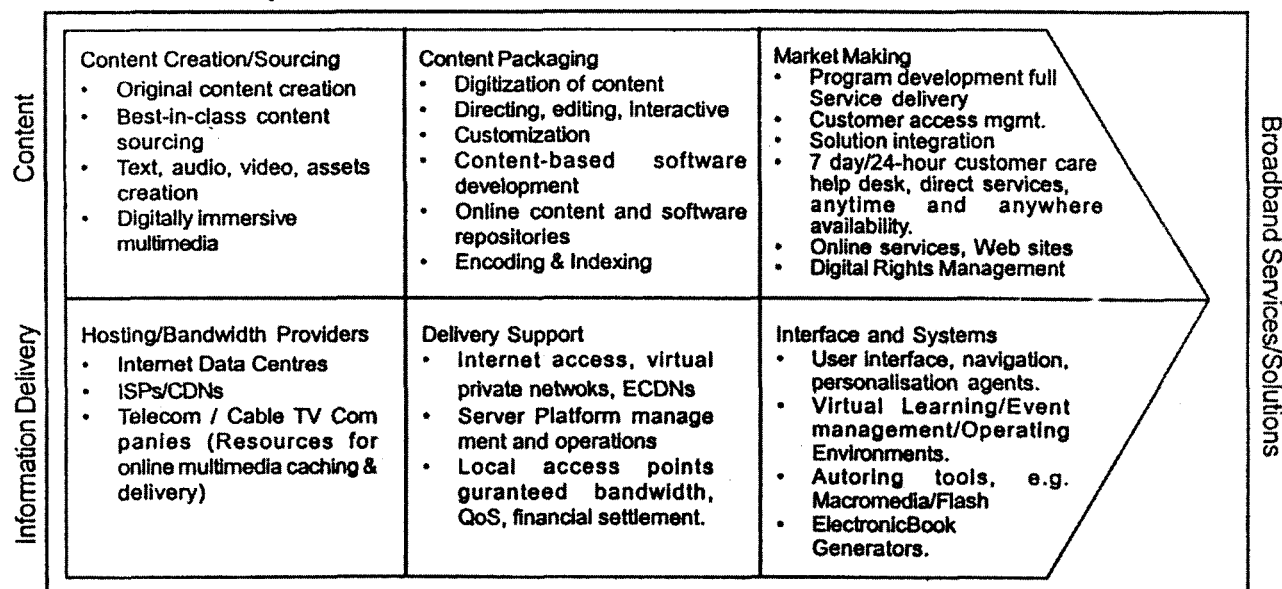 Content
Content Creation/Sourcing
• Original content creation
• Best-in-class content
sourcing
• Text, audio, video, assets
creation
• Digitally immersive
multimedia
Content Packaging
• Digitization of content
• Directing, editing, Interactive
• Customization
• Content-based software
development
• Online content and software
repositories
• Encoding & Indexing
Market Making
• Program development full
Service delivery
• Customer access mgmt.
• Solution integration
• 7 day/24-hour customer care
help desk, direct services,
anytime and anywhere
availability.
• Online services, Web sites
• Digital Rights Management
Information Delivery
Hosting/Bandwidth Providers
• Internet Data Centres
• ISPs/CDNs
• Telecom / Cable TV Com
panies (Resources for
online multimedia caching &
delivery)
Delivery Support
• Internet access, virtual
private netwoks, ECDNs
• Server Platform manage
ment and operations
• Local access points
guranteed bandwidth,
QoS, financial settlement.
Interface and Systems
• User interface, navigation,
personalisation agents.
• Virtual Learning/Event
management/Operating
Environments.
• Autoring tools, e.g.
Macromedia/Flash
• ElectronicBook
Generators.
Broadband Services/Solutions